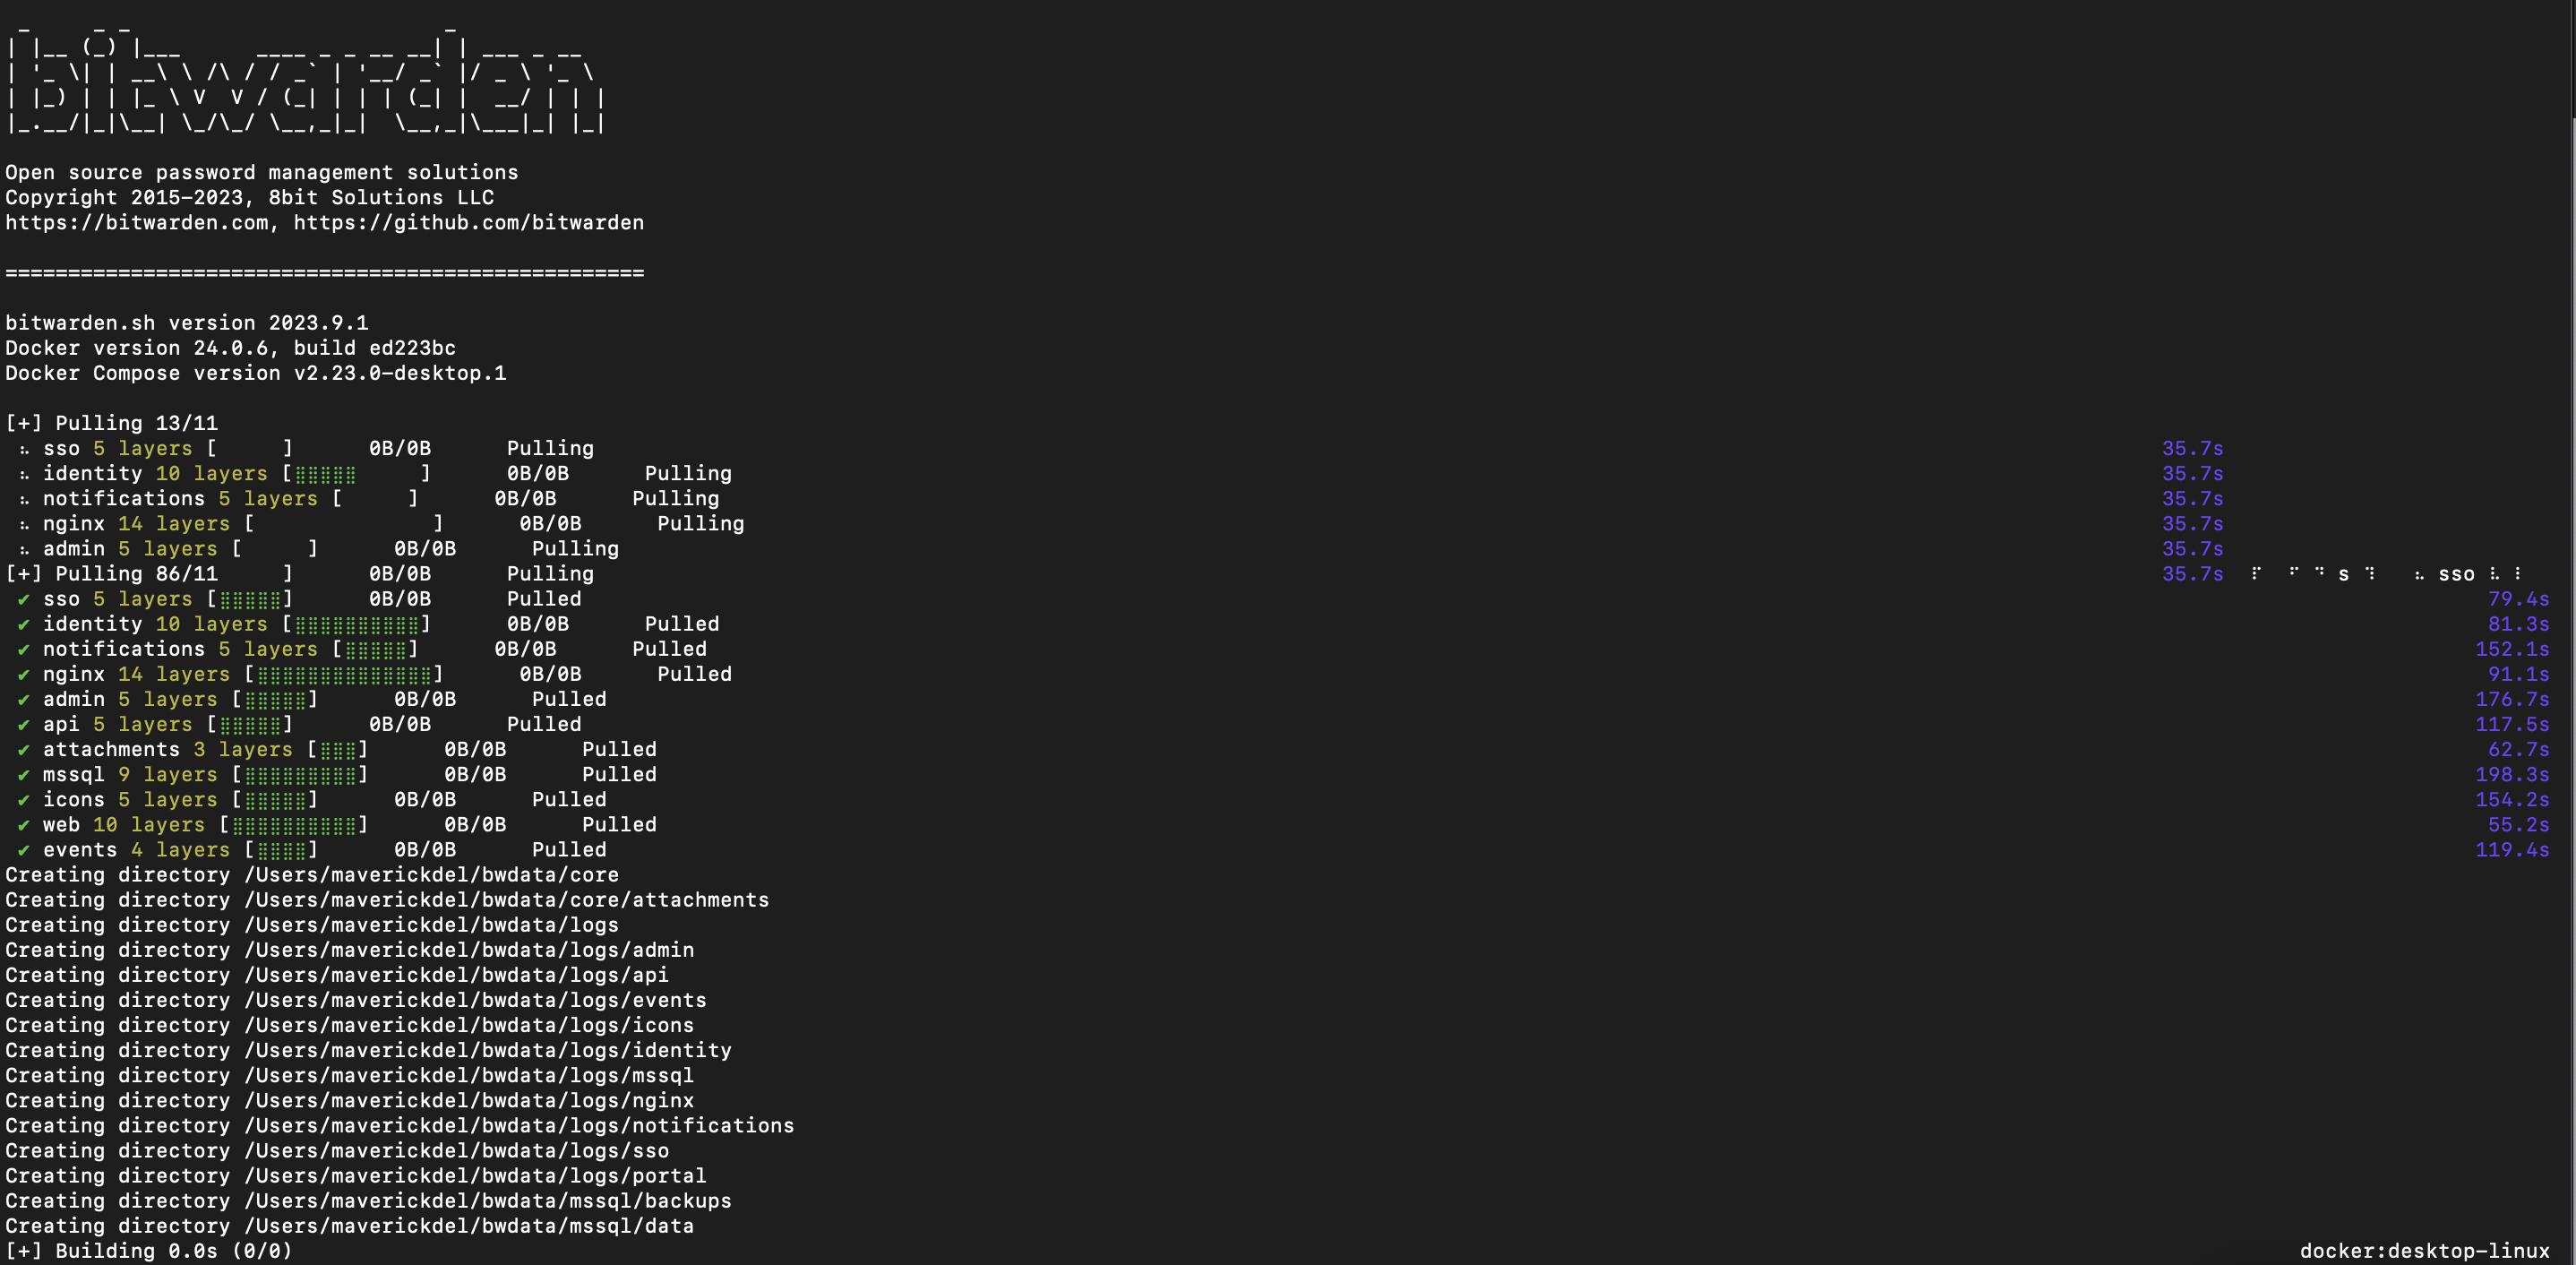 bitwarden
Open source password management solutions
Copyright 2015-2023, 8bit Solutions LLC
https://bitwarden.com, https://github.com/bitwarden
===================================================
bitwarden.sh version 2023.9.1
Docker version 24.0.6, build ed223bc
Docker Compose version v2.23.0-desktop.1
[+] Pulling 13/11
⠦ sso 5 layers [     ] 0B/0B Pulling 35.7s
⠦ identity 10 layers [⣿⣿⣿⣿⣿     ] 0B/0B Pulling 35.7s
⠦ notifications 5 layers [     ] 0B/0B Pulling 35.7s
⠦ nginx 14 layers [              ] 0B/0B Pulling 35.7s
⠦ admin 5 layers [     ] 0B/0B Pulling 35.7s
[+] Pulling 86/11 ] 0B/0B Pulling 35.7s s sso
✔ sso 5 layers [⣿⣿⣿⣿⣿] 0B/0B Pulled 79.4s
✔ identity 10 layers [⣿⣿⣿⣿⣿⣿⣿⣿⣿⣿] 0B/0B Pulled 81.3s
✔ notifications 5 layers [⣿⣿⣿⣿⣿] 0B/0B Pulled 152.1s
✔ nginx 14 layers [⣿⣿⣿⣿⣿⣿⣿⣿⣿⣿⣿⣿⣿⣿] 0B/0B Pulled 91.1s
✔ admin 5 layers [⣿⣿⣿⣿⣿] 0B/0B Pulled 176.7s
✔ api 5 layers [⣿⣿⣿⣿⣿] 0B/0B Pulled 117.5s
✔ attachments 3 layers [⣿⣿⣿] 0B/0B Pulled 62.7s
✔ mssql 9 layers [⣿⣿⣿⣿⣿⣿⣿⣿⣿] 0B/0B Pulled 198.3s
✔ icons 5 layers [⣿⣿⣿⣿⣿] 0B/0B Pulled 154.2s
✔ web 10 layers [⣿⣿⣿⣿⣿⣿⣿⣿⣿⣿] 0B/0B Pulled 55.2s
✔ events 4 layers [⣿⣿⣿⣿] 0B/0B Pulled 119.4s
Creating directory /Users/maverickdel/bwdata/core
Creating directory /Users/maverickdel/bwdata/core/attachments
Creating directory /Users/maverickdel/bwdata/logs
Creating directory /Users/maverickdel/bwdata/logs/admin
Creating directory /Users/maverickdel/bwdata/logs/api
Creating directory /Users/maverickdel/bwdata/logs/events
Creating directory /Users/maverickdel/bwdata/logs/icons
Creating directory /Users/maverickdel/bwdata/logs/identity
Creating directory /Users/maverickdel/bwdata/logs/mssql
Creating directory /Users/maverickdel/bwdata/logs/nginx
Creating directory /Users/maverickdel/bwdata/logs/notifications
Creating directory /Users/maverickdel/bwdata/logs/sso
Creating directory /Users/maverickdel/bwdata/logs/portal
Creating directory /Users/maverickdel/bwdata/mssql/backups
Creating directory /Users/maverickdel/bwdata/mssql/data
[+] Building 0.0s (0/0) docker:desktop-linux